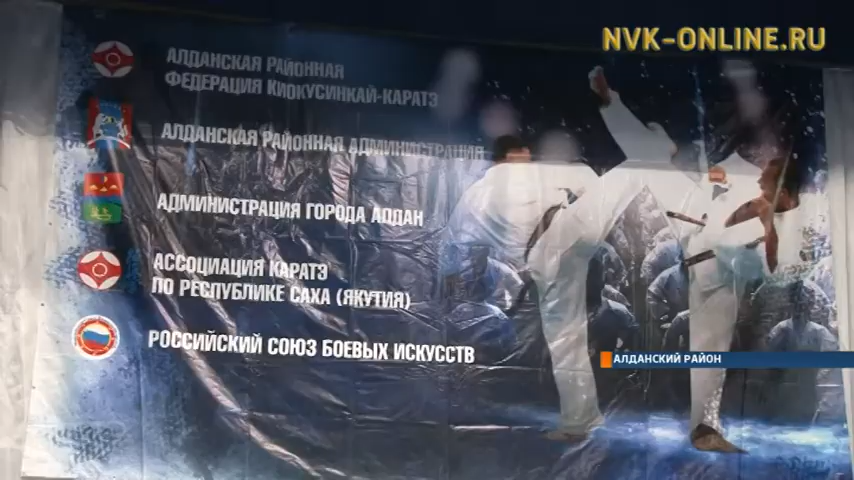 NVK-ONLINE.RU
АЛДАНСКАЯ РАЙОННАЯ
ФЕДЕРАЦИЯ КИОКУСИНКАЙ-КАРАТЭ
АЛДАНСКАЯ РАЙОННАЯ АДМИНИСТРАЦИЯ
АДМИНИСТРАЦИЯ ГОРОДА АЛДАН
АССОЦИАЦИЯ КАРАТЭ
ПО РЕСПУБЛИКЕ САХА (ЯКУТИЯ)
РОССИЙСКИЙ СОЮЗ БОЕВЫХ ИСКУССТВ
АЛДАНСКИЙ РАЙОН